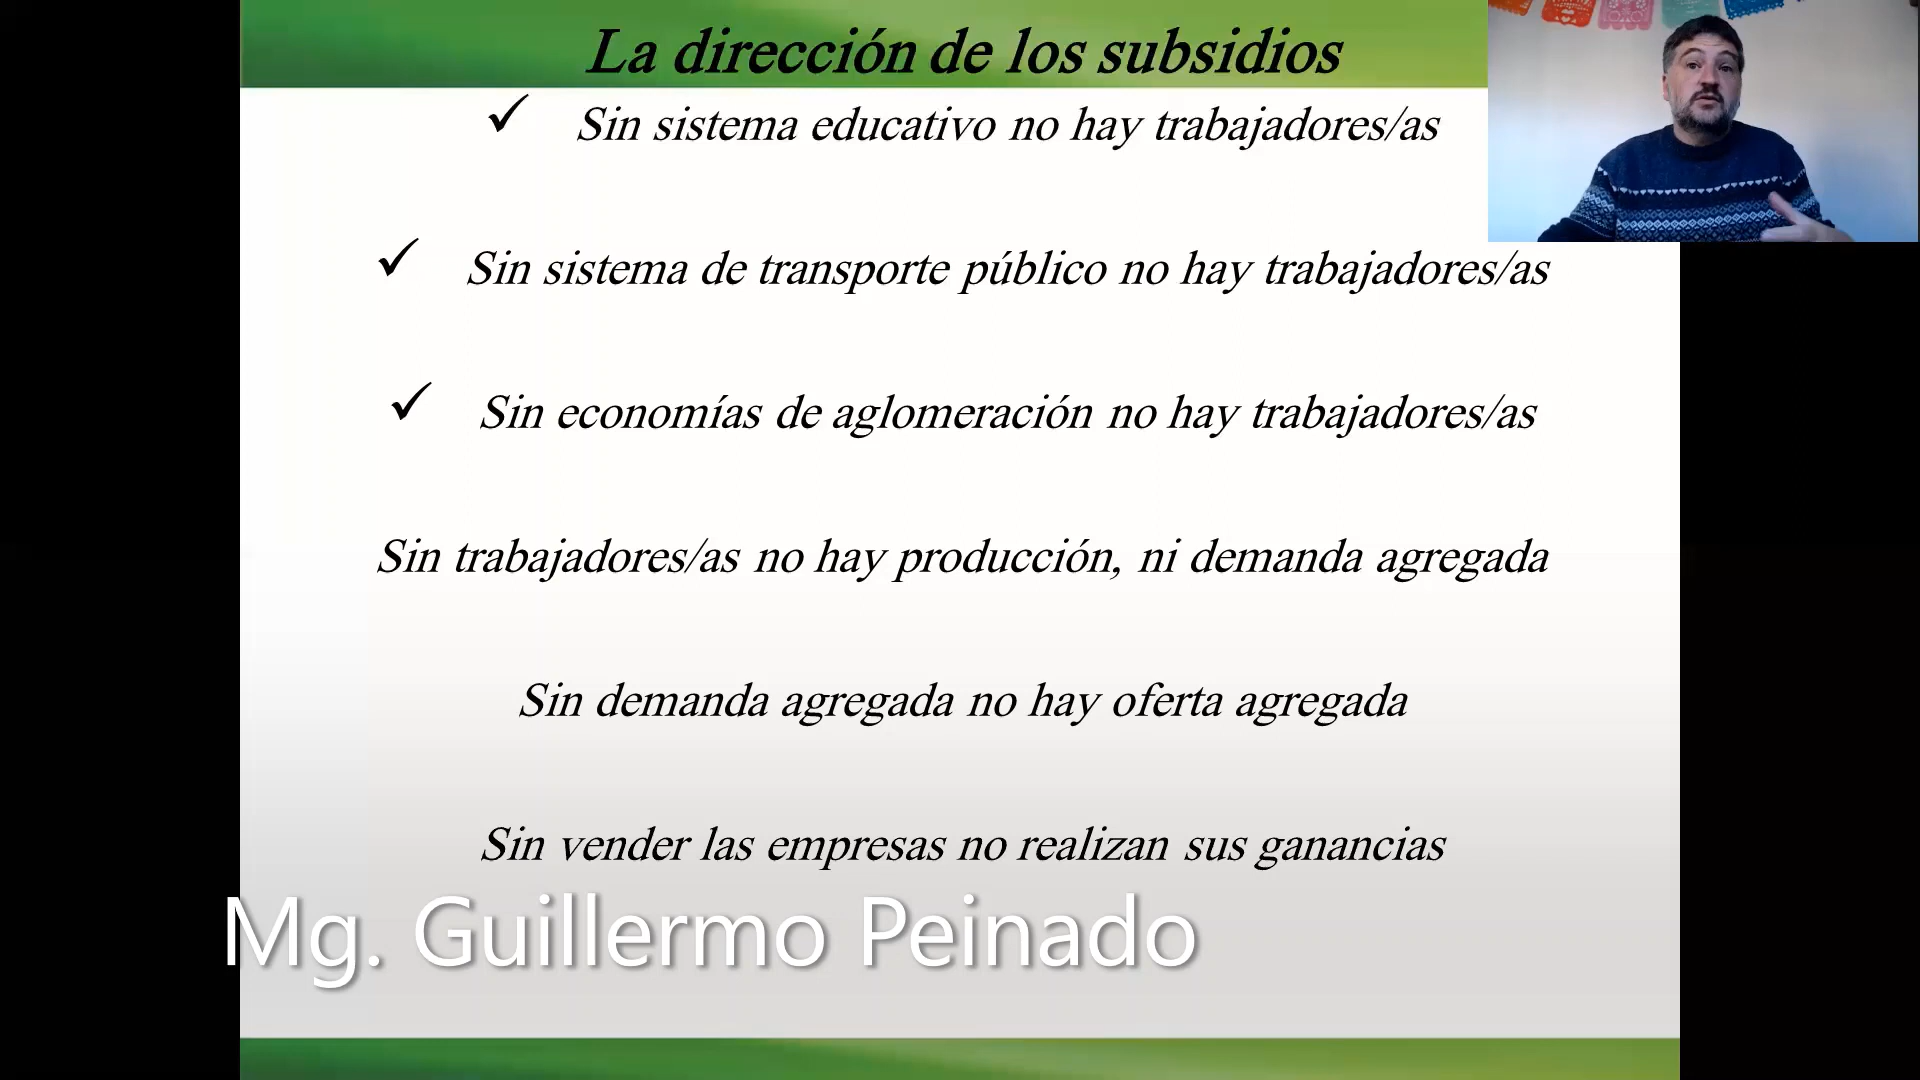 La dirección de los subsidios
✓ Sin sistema educativo no hay trabajadores/as
✓ Sin sistema de transporte público no hay trabajadores/as
✓ Sin economías de aglomeración no hay trabajadores/as
Sin trabajadores/as no hay producción, ni demanda agregada
Sin demanda agregada no hay oferta agregada
Sin vender las empresas no realizan sus ganancias
Mg. Guillermo Peinado